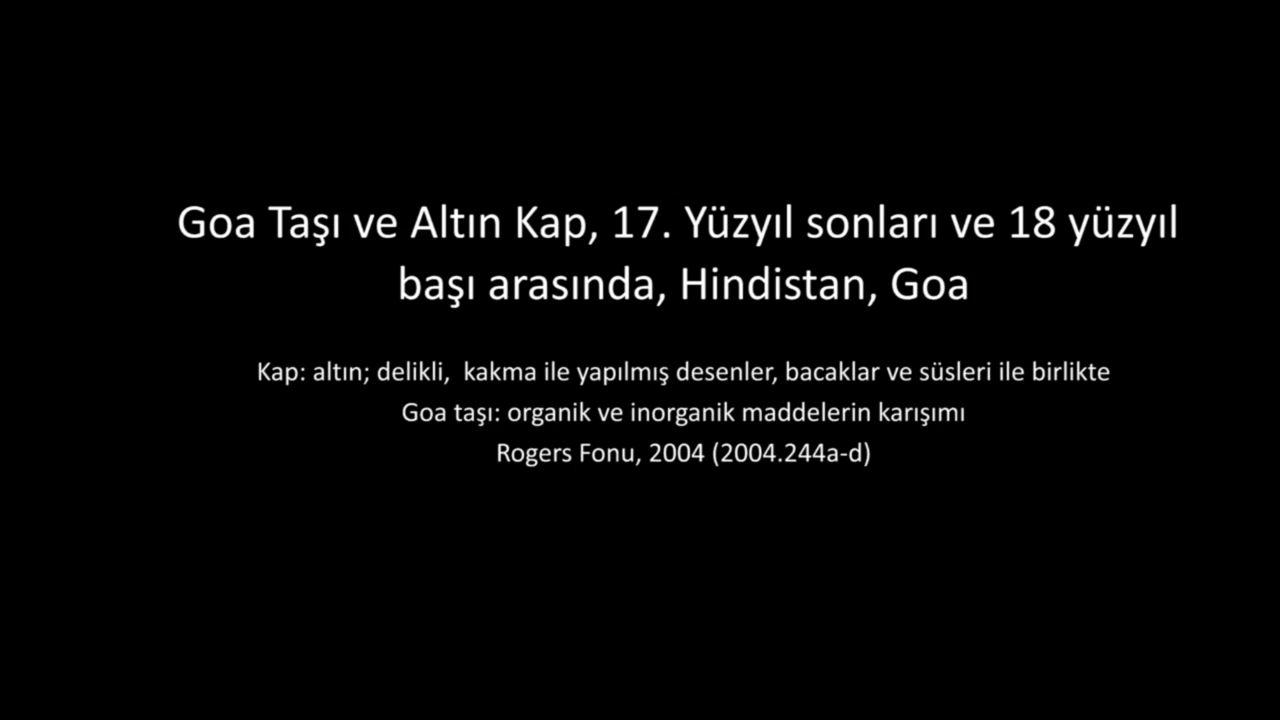 Goa Taşı ve Altın Kap, 17. Yüzyıl sonları ve 18 yüzyıl
başı arasında, Hindistan, Goa
Kap: altın; delikli,  kakma ile yapılmış desenler, bacaklar ve süsleri ile birlikte
Goa taşı: organik ve inorganik maddelerin karışımı
Rogers Fonu, 2004 (2004.244a-d)